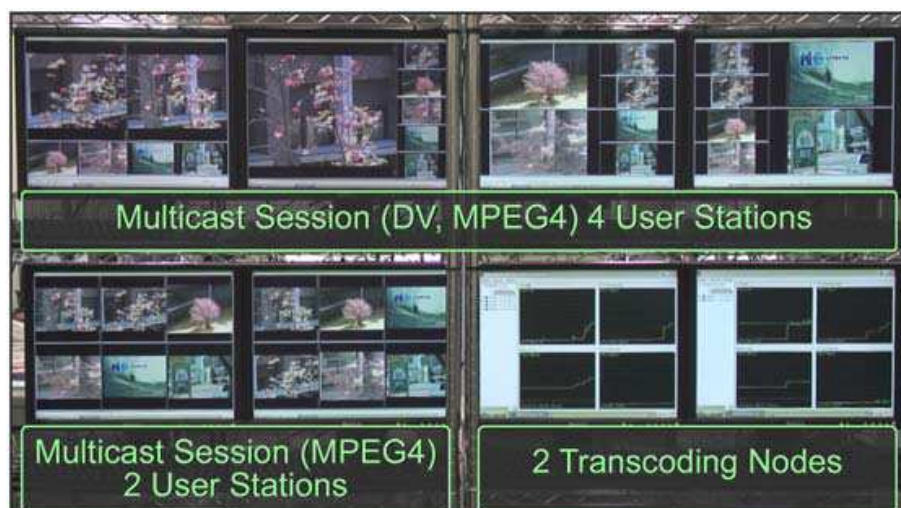 Multicast Session (DV, MPEG4) 4 User Stations
Multicast Session (MPEG4)
2 User Stations
2 Transcoding Nodes